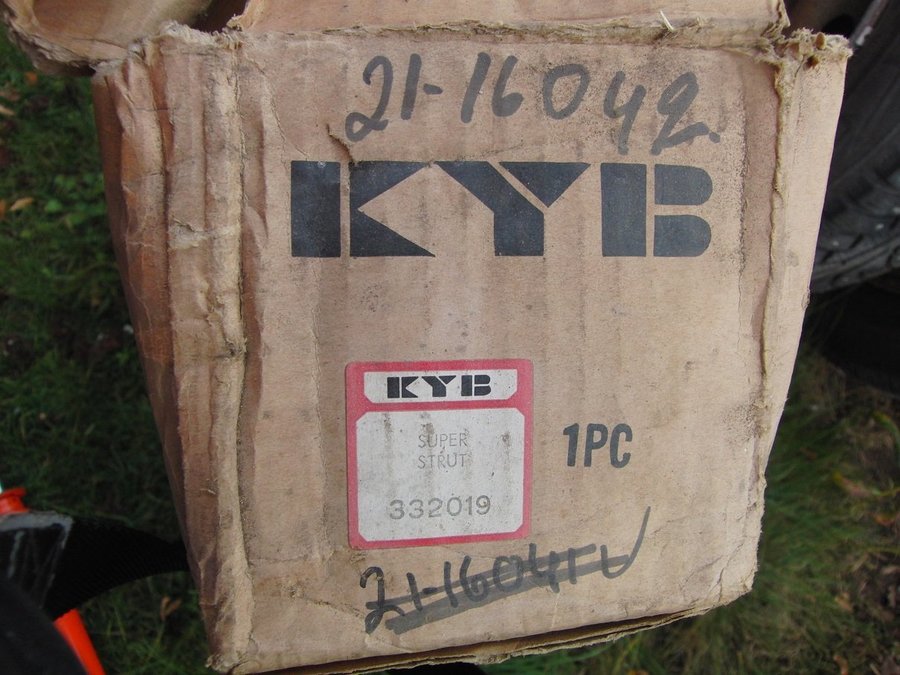 21-16042
KYB
KYB
SUPER
STRUT
332019
1PC